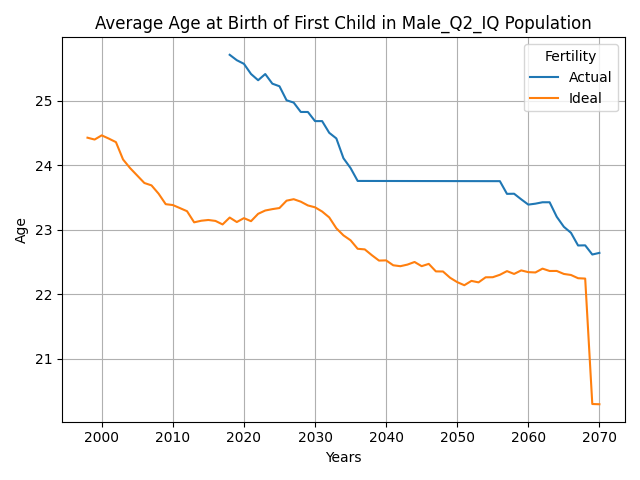 Average Age at Birth of First Child in Male_Q2_IQ Population
Fertility
Actual
Ideal
25
24
23
22
21
Age
2000 2010 2020 2030 2040 2050 2060 2070
Years